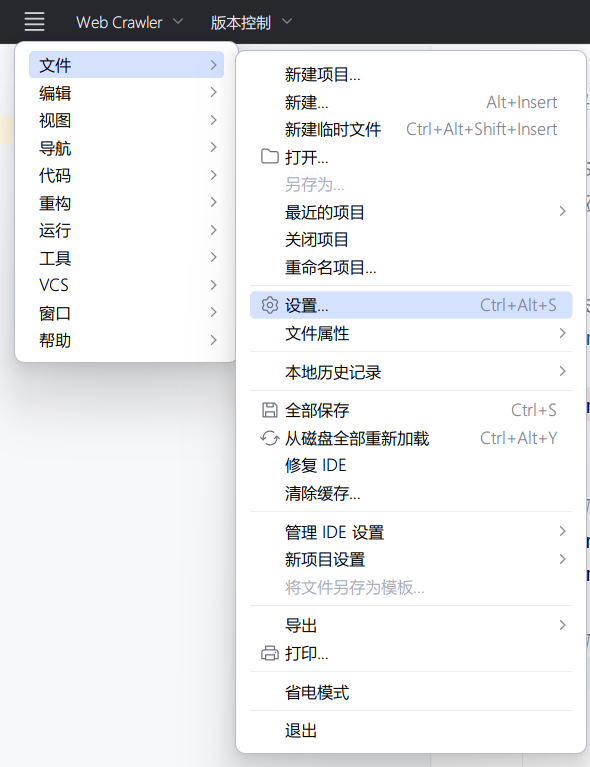 Web Crawler 版本控制
文件
编辑
视图
导航
代码
重构
运行
工具
VCS
窗口
帮助
新建项目...
新建... Alt+Insert
新建临时文件 Ctrl+Alt+Shift+Insert
打开...
另存为...
最近的项目
关闭项目
重命名项目...
设置... Ctrl+Alt+S
文件属性
本地历史记录
全部保存 Ctrl+S
从磁盘全部重新加载 Ctrl+Alt+Y
修复 IDE
清除缓存...
管理 IDE 设置
新项目设置
将文件另存为模板...
导出
打印...
省电模式
退出